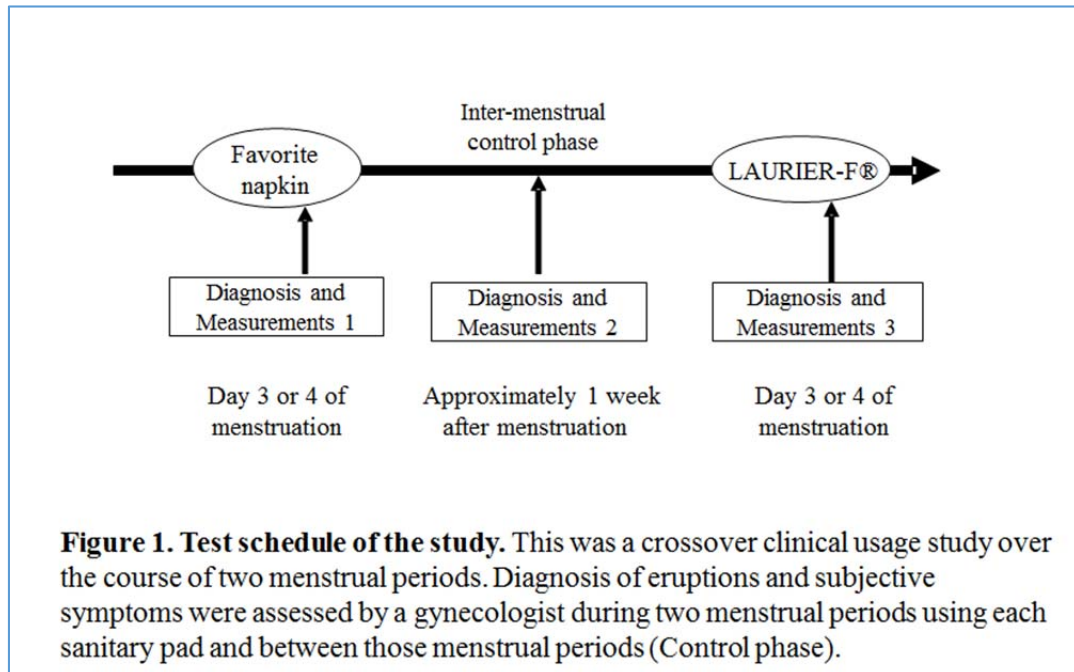 Inter-menstrual
control phase
Favorite
napkin
LAURIER-F®
Diagnosis and
Measurements 1
Diagnosis and
Measurements 2
Diagnosis and
Measurements 3
Day 3 or 4 of
menstruation
Approximately 1 week
after menstruation
Day 3 or 4 of
menstruation
Figure 1. Test schedule of the study. This was a crossover clinical usage study over
the course of two menstrual periods. Diagnosis of eruptions and subjective
symptoms were assessed by a gynecologist during two menstrual periods using each
sanitary pad and between those menstrual periods (Control phase).